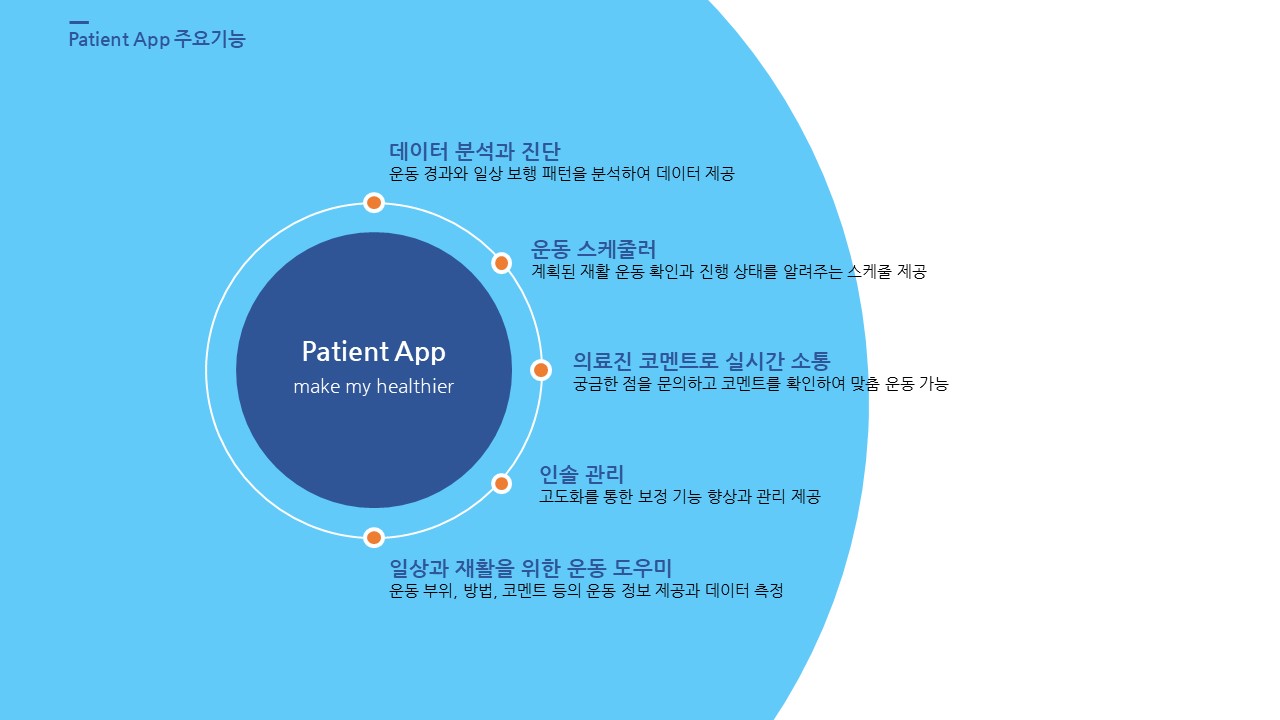 Patient App 주요기능
데이터 분석과 진단
운동 경과와 일상 보행 패턴을 분석하여 데이터 제공
운동 스케줄러
계획된 재활 운동 확인과 진행 상태를 알려주는 스케줄 제공
Patient App
make my healthier
의료진 코멘트로 실시간 소통
궁금한 점을 문의하고 코멘트를 확인하여 맞춤 운동 가능
인솔 관리
고도화를 통한 보정 기능 향상과 관리 제공
일상과 재활을 위한 운동 도우미
운동 부위, 방법, 코멘트 등의 운동 정보 제공과 데이터 측정